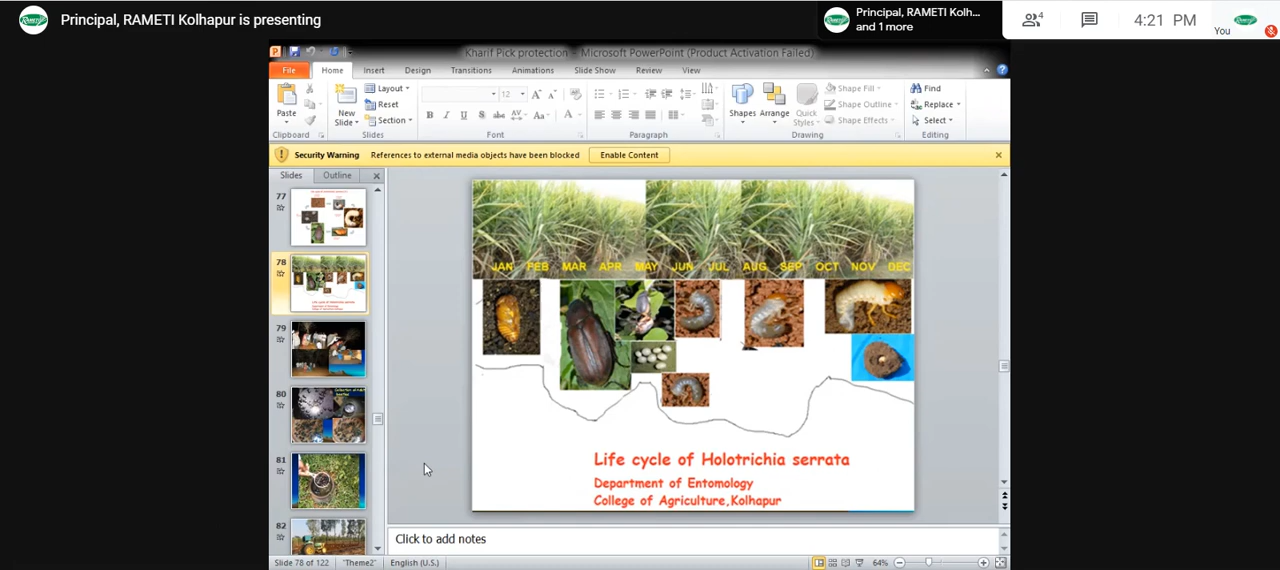 Principal, RAMETI Kolhapur is presenting
Principal, RAMETI Kolh...
and 1 more
4
4:21 PM
You
Kharif Pick protection - Microsoft PowerPoint (Product Activation Failed)
File Home Insert Design Transitions Animations Slide Show Review View
Paste
Clipboard
New
Slide
Layout
Reset
Section
Slides
12
Font
Paragraph
Shapes
Arrange
Quick
Styles
Shape Fill
Shape Outline
Shape Effects
Drawing
Find
Replace
Select
Editing
Security Warning References to external media objects have been blocked Enable Content
Slides Outline
77
78
79
80
81
82
JAN FEB MAR APR MAY JUN JUL AUG SEP OCT NOV DEC
Life cycle of Holotrichia serrata
Department of Entomology
College of Agriculture,Kolhapur
Click to add notes
Slide 78 of 122 "Theme2" English (U.S.) 64%